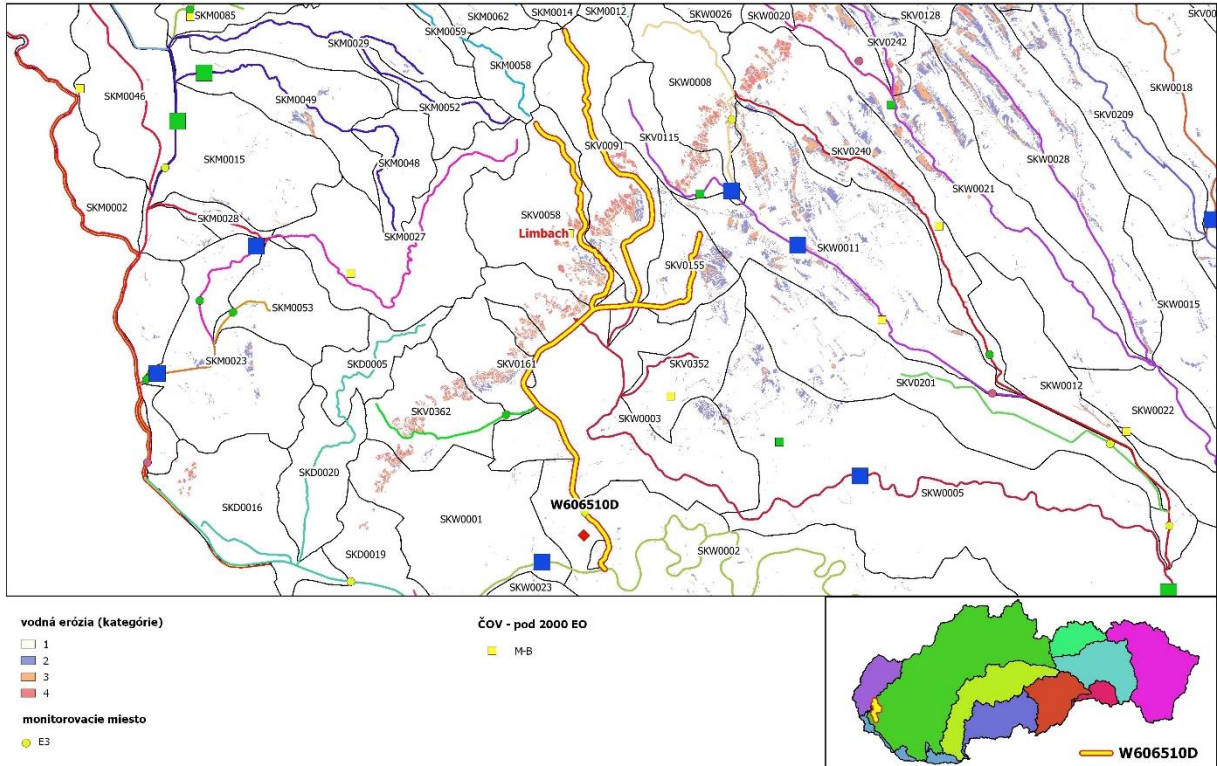 SKM0085
SKM0062
SKM0014
SKM0012
SKW0026
SKW0020
SKV0128
SKM0029
SKM0059
SKV0242
SKM0058
SKW0008
SKW0018
SKM0046
SKM0049
SKM0052
SKV0209
SKV0115
SKV0091
SKV0240
SKM0015
SKM0048
SKW0028
SKW0021
SKM0002
SKM0028
SKV0058
SKM0027
Limbach
SKW0011
SKV0155
SKW0015
SKM0053
SKM0023
SKD0005
SKV0161
SKV0352
SKV0201
SKW0012
SKV0362
SKW0003
SKW0022
SKD0020
SKW0005
SKD0016
W606510D
SKW0001
SKD0019
SKW0002
SKW0023
vodná erózia (kategórie)
1
2
3
4
monitorovacie miesto
E3
ČOV - pod 2000 EO
M-B
W606510D